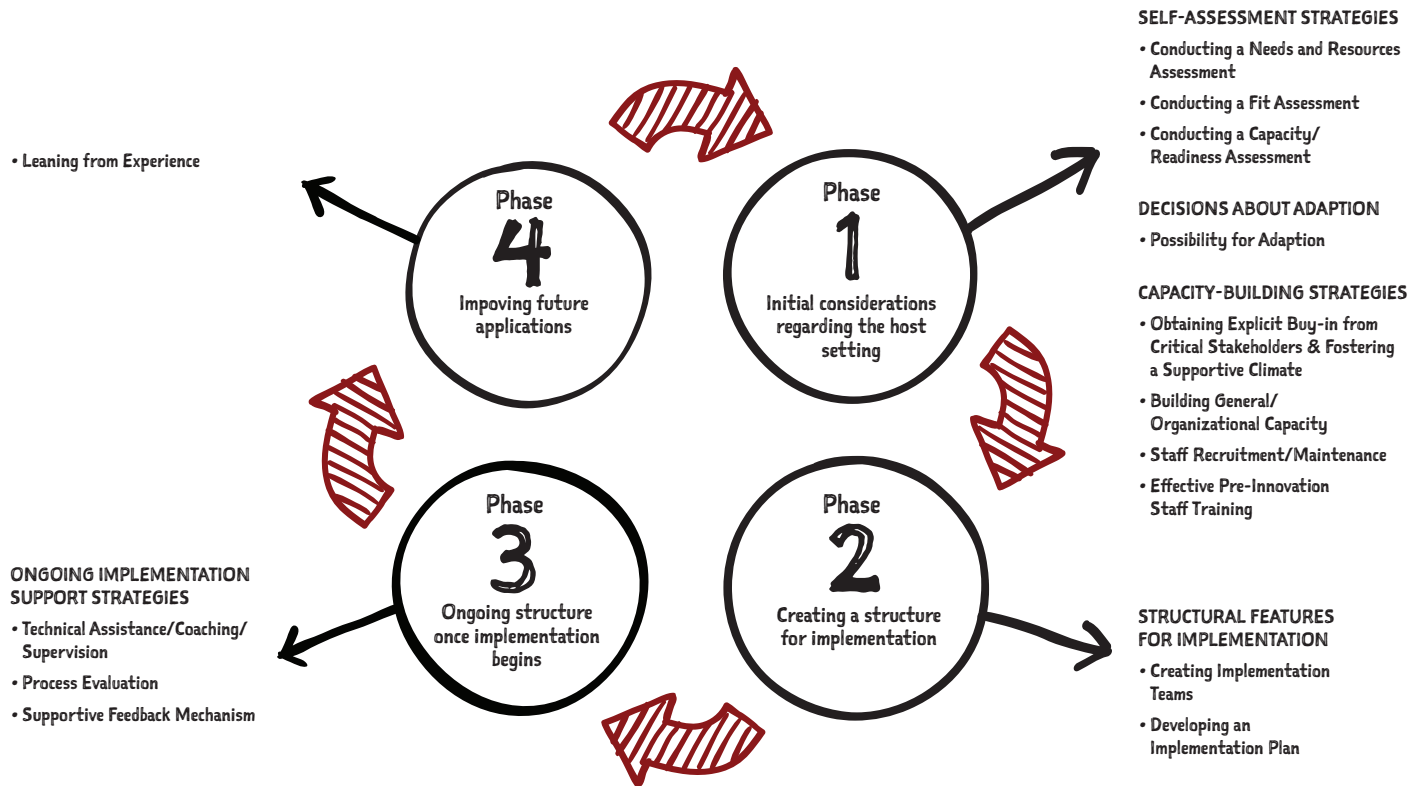 SELF-ASSESSMENT STRATEGIES
• Conducting a Needs and Resources
Assessment
• Conducting a Fit Assessment
• Conducting a Capacity/
Readiness Assessment
DECISIONS ABOUT ADAPTION
• Possibility for Adaption
CAPACITY-BUILDING STRATEGIES
• Obtaining Explicit Buy-in from
Critical Stakeholders & Fostering
a Supportive Climate
• Building General/
Organizational Capacity
• Staff Recruitment/Maintenance
• Effective Pre-Innovation
Staff Training
Phase
1
Initial considerations
regarding the host
setting
Phase
2
Creating a structure
for implementation
STRUCTURAL FEATURES
FOR IMPLEMENTATION
• Creating Implementation
Teams
• Developing an
Implementation Plan
Phase
3
Ongoing structure
once implementation
begins
ONGOING IMPLEMENTATION
SUPPORT STRATEGIES
• Technical Assistance/Coaching/
Supervision
• Process Evaluation
• Supportive Feedback Mechanism
Phase
4
Impoving future
applications
• Leaning from Experience